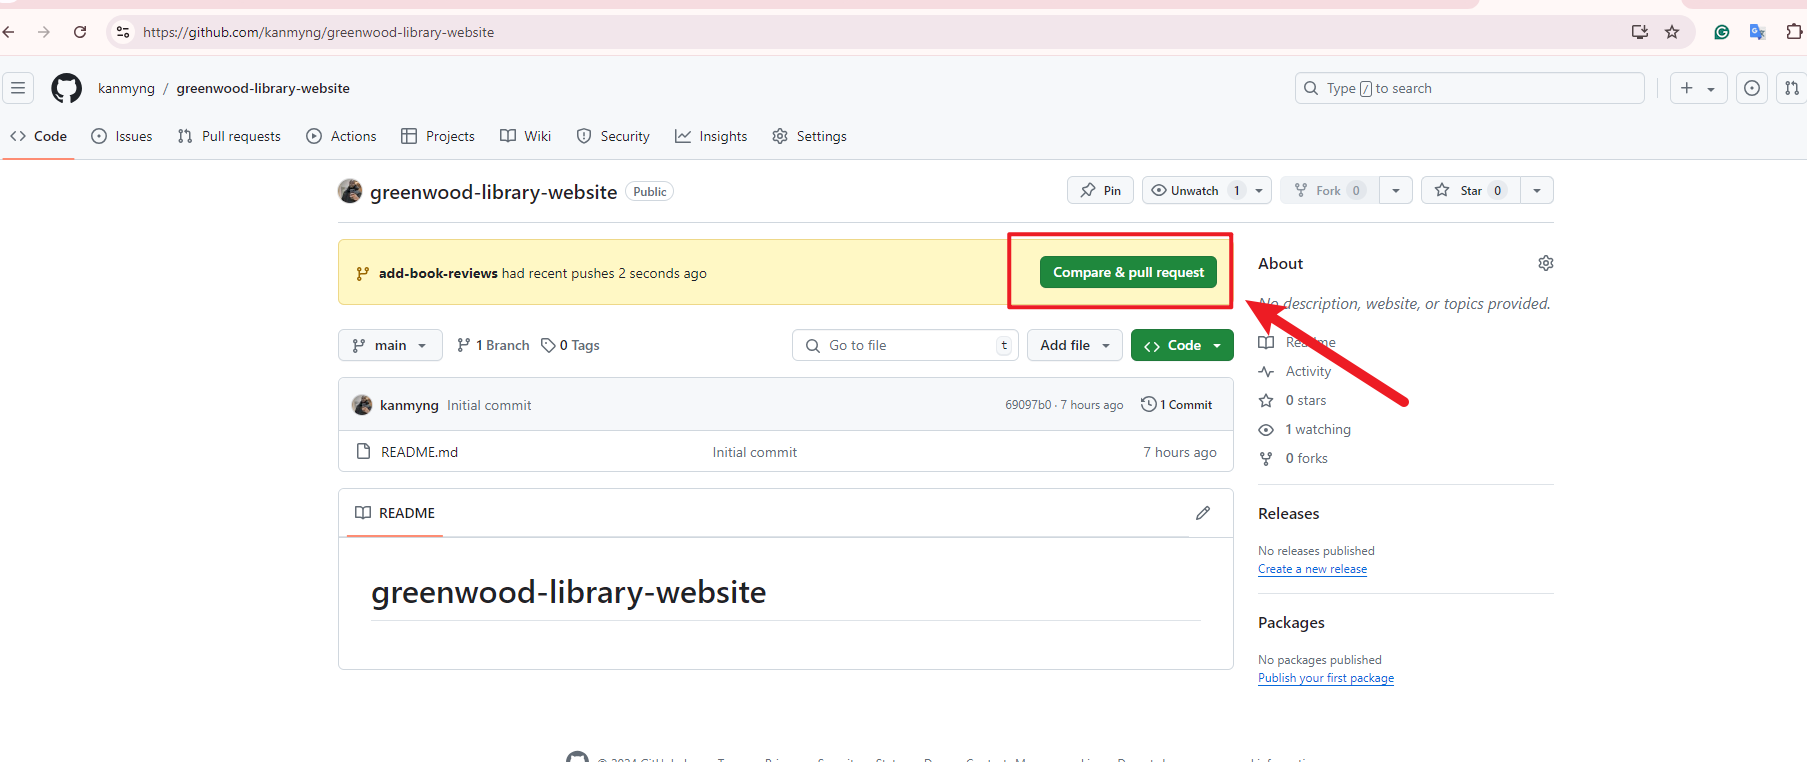 https://github.com/kanmyng/greenwood-library-website
kanmyng / greenwood-library-website
Type / to search
Code Issues Pull requests Actions Projects Wiki Security Insights Settings
greenwood-library-website Public
Pin Unwatch 1 Fork 0 Star 0
add-book-reviews had recent pushes 2 seconds ago
Compare & pull request
main 1 Branch 0 Tags
Go to file t Add file Code
kanmyng Initial commit 69097b0 · 7 hours ago 1 Commit
README.md Initial commit 7 hours ago
README
greenwood-library-website
About
No description, website, or topics provided.
Readme
Activity
0 stars
1 watching
0 forks
Releases
No releases published
Create a new release
Packages
No packages published
Publish your first package